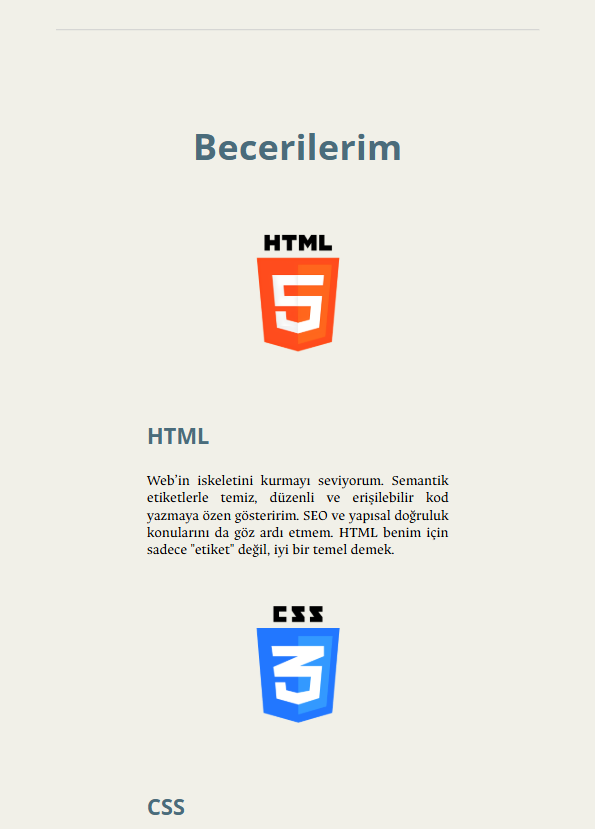 Becerilerim
HTML
5
HTML
Web'in iskeletini kurmayı seviyorum. Semantik
etiketlerle temiz, düzenli ve erişilebilir kod
yazmaya özen gösteririm. SEO ve yapısal doğruluk
konularını da göz ardı etmem. HTML benim için
sadece "etiket" değil, iyi bir temel demek.
CSS
3
CSS